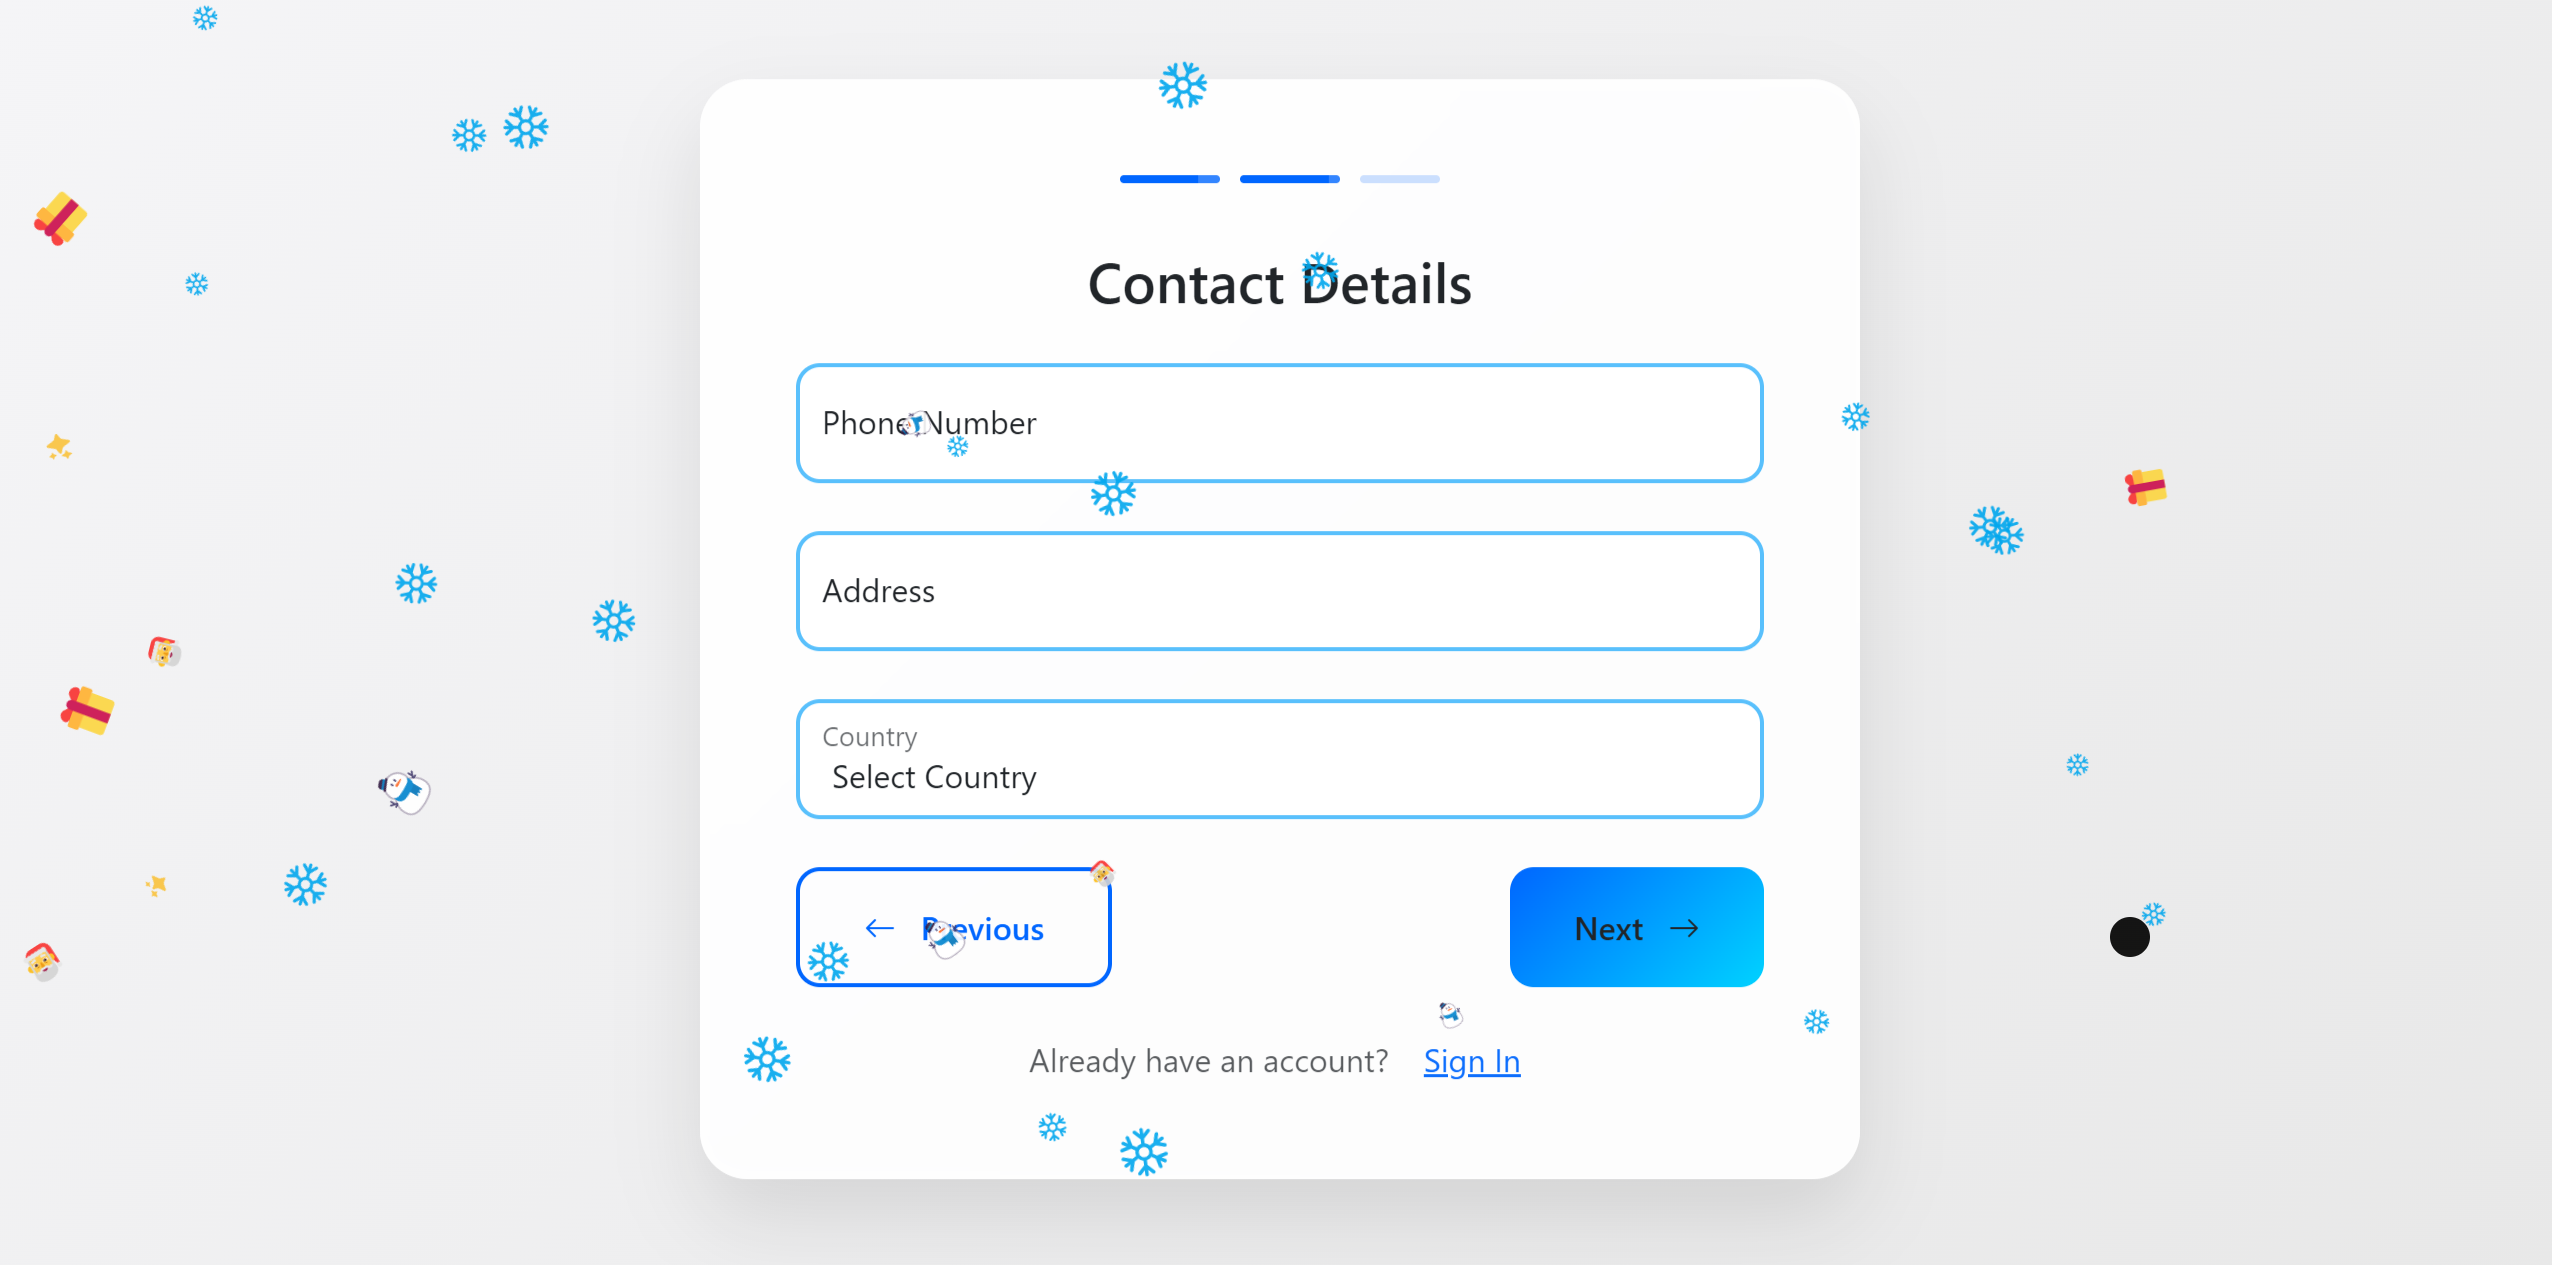 Contact Details
Phone Number
Address
Country
Select Country
Previous
Next
Already have an account? Sign In